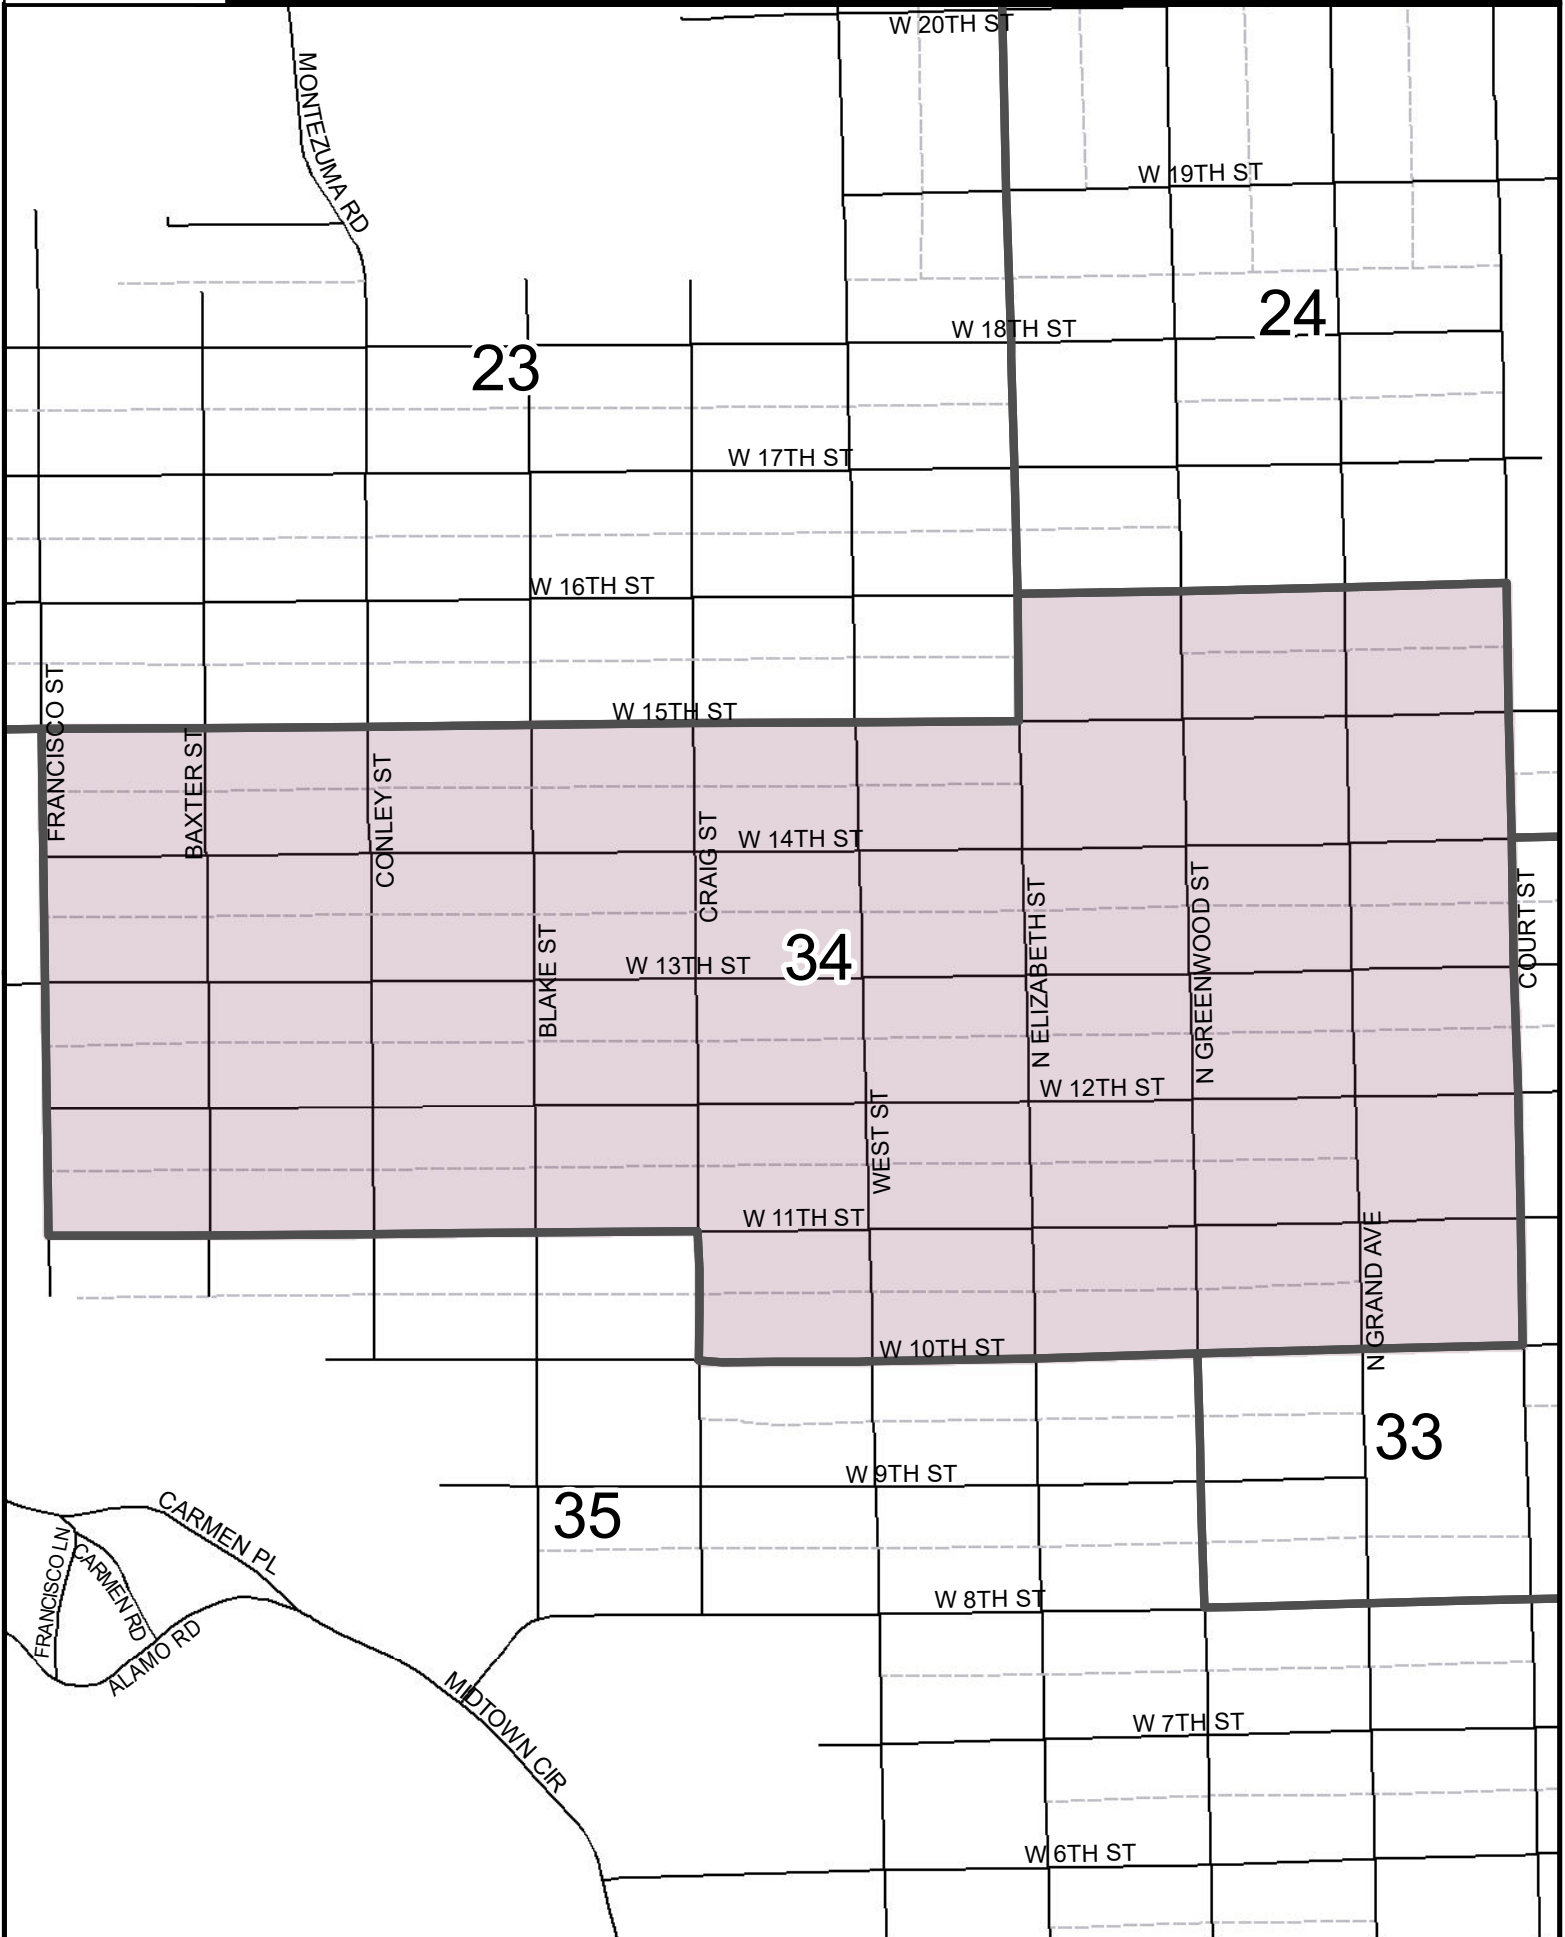 W 20TH ST
MONTEZUMA RD
W 19TH ST
24
W 18TH ST
23
W 17TH ST
W 16TH ST
FRANCISCO ST
W 15TH ST
BAXTER ST
CONLEY ST
CRAIG ST
W 14TH ST
BLAKE ST
W 13TH ST
34
N ELIZABETH ST
N GREENWOOD ST
COURT ST
W 12TH ST
WEST ST
W 11TH ST
N GRAND AVE
W 10TH ST
33
W 9TH ST
35
CARMEN PL
FRANCISCO LN
CARMEN RD
ALAMO RD
W 8TH ST
MIDTOWN CIR
W 7TH ST
W 6TH ST